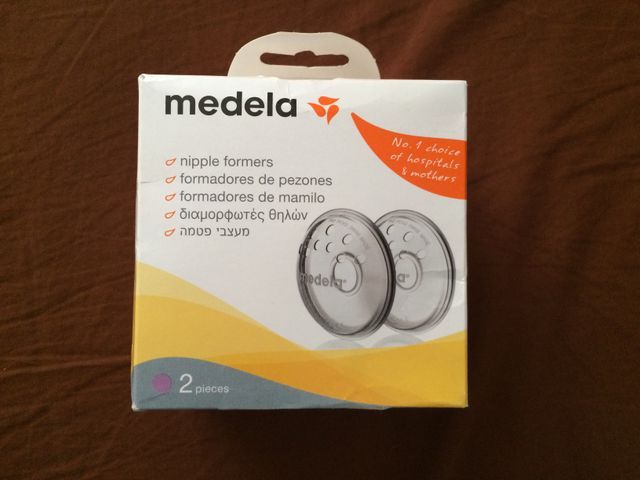 medela
No. 1 choice
of hospitals
& mothers
nipple formers
formadores de pezones
formadores de mamilo
διαμορφωτές θηλών
מעצבי פטמה
medela
2 pieces